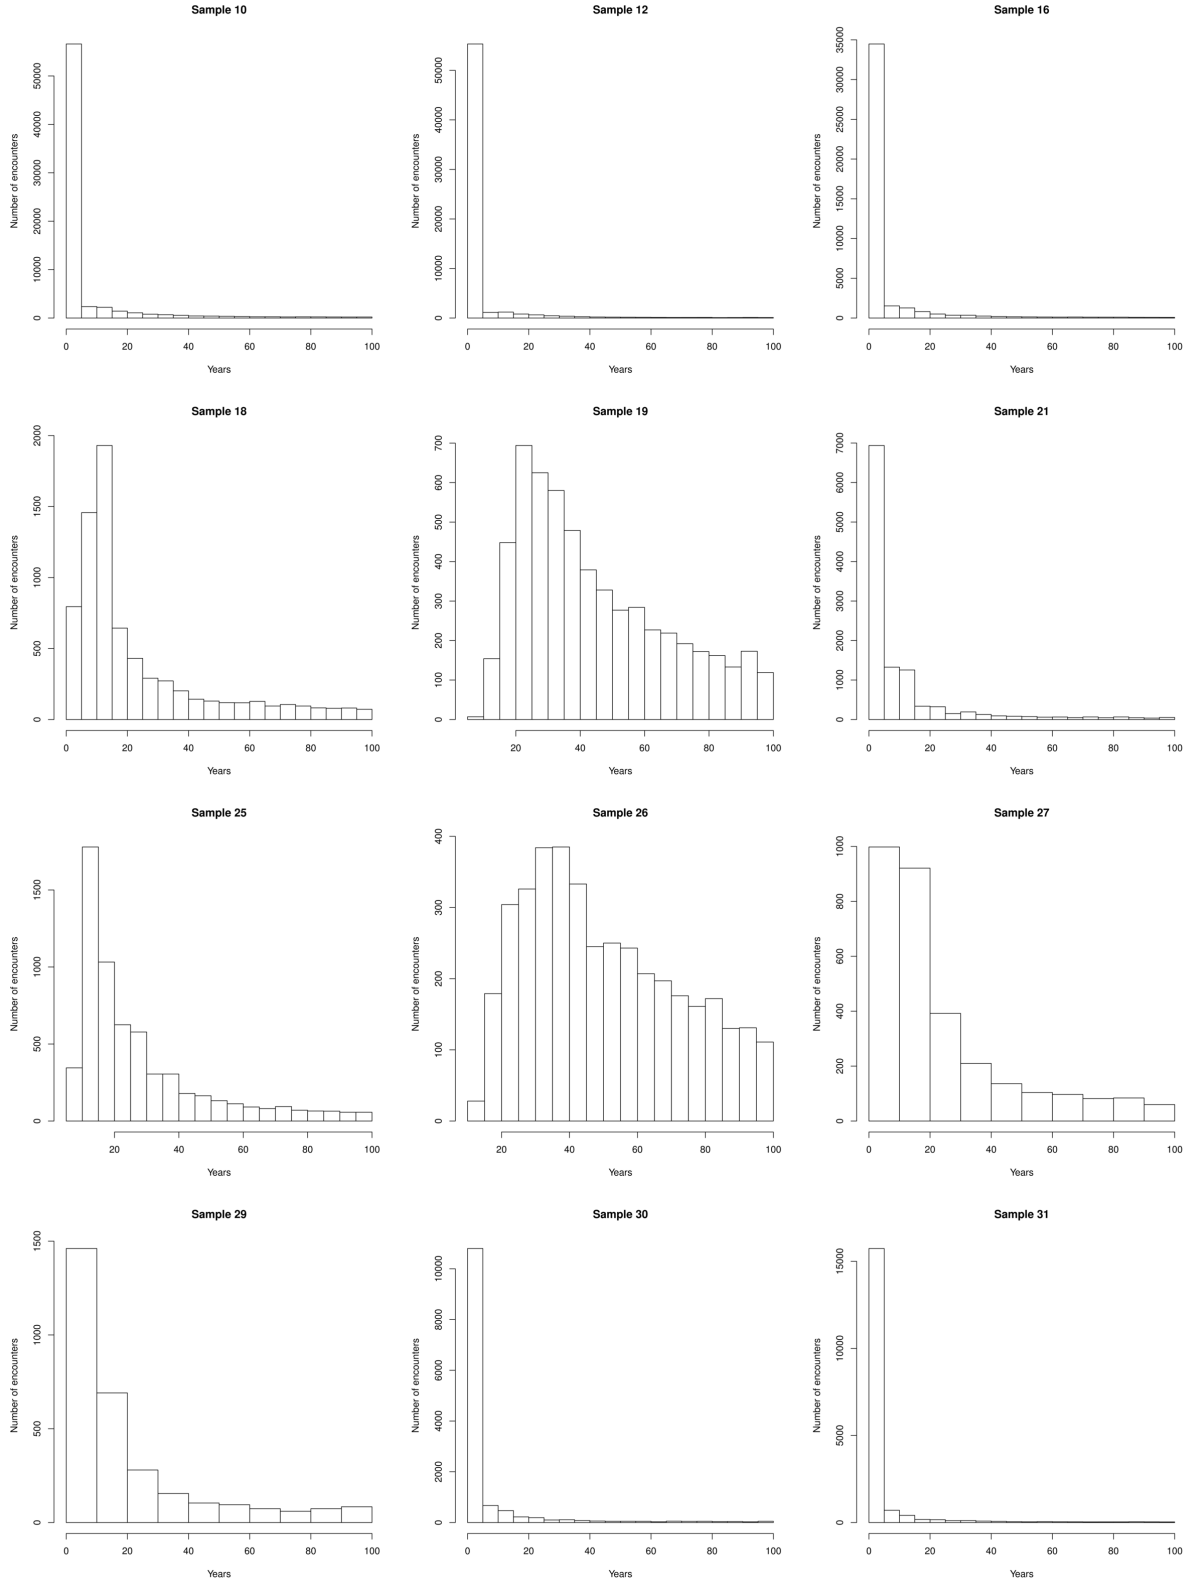 Sample 10
Number of encounters
0 10000 20000 30000 40000 50000
0 20 40 60 80 100
Years
Sample 12
Number of encounters
0 10000 20000 30000 40000 50000
0 20 40 60 80 100
Years
Sample 16
Number of encounters
0 5000 10000 15000 20000 25000 30000 35000
0 20 40 60 80 100
Years
Sample 18
Number of encounters
0 500 1000 1500 2000
0 20 40 60 80 100
Years
Sample 19
Number of encounters
0 100 200 300 400 500 600 700
20 40 60 80 100
Years
Sample 21
Number of encounters
0 1000 2000 3000 4000 5000 6000 7000
0 20 40 60 80 100
Years
Sample 25
Number of encounters
0 500 1000 1500
20 40 60 80 100
Years
Sample 26
Number of encounters
0 100 200 300 400
20 40 60 80 100
Years
Sample 27
Number of encounters
0 200 400 600 800 1000
0 20 40 60 80 100
Years
Sample 29
Number of encounters
0 500 1000 1500
0 20 40 60 80 100
Years
Sample 30
Number of encounters
0 2000 4000 6000 8000 10000
0 20 40 60 80 100
Years
Sample 31
Number of encounters
0 5000 10000 15000
0 20 40 60 80 100
Years